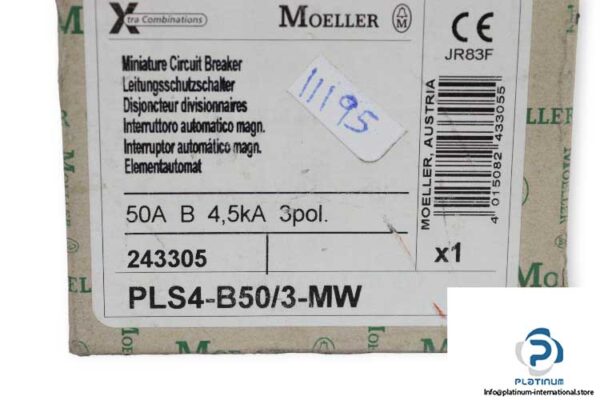 Xtra Combinations
MOELLER
CE
JR83F
Miniature Circuit Breaker
Leitungsschutzschalter
Disjoncteur divisionnaires
Interruttoro automatico magn.
Interruptor automático magn.
Elementautomat
11195
MOELLER, AUSTRIA
4 015082 433055
50A B 4,5kA 3pol.
243305
x1
PLS4-B50/3-MW
PLATINUM
Info@platinum-international.store